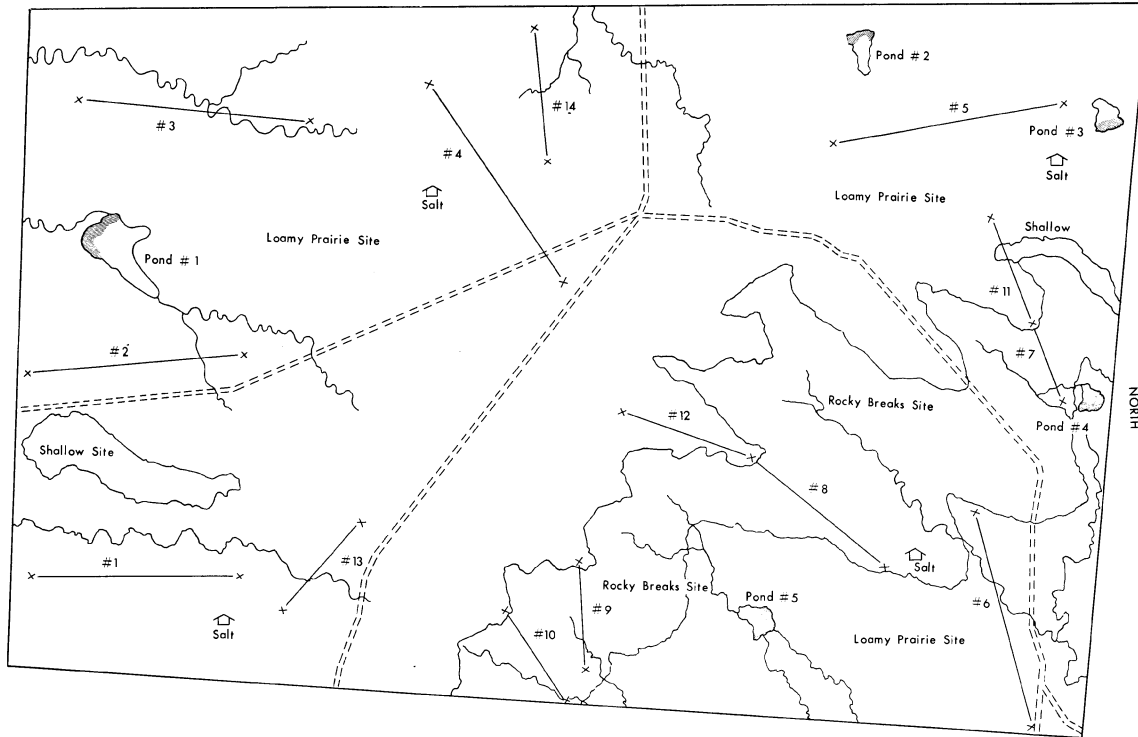 Pond #2
#14
#5
#3
Pond #3
#4
Salt
Salt
Loamy Prairie Site
Shallow
Loamy Prairie Site
Pond #1
#11
#2
#7
NORTH
Rocky Breaks Site
#12
Pond #4
Shallow Site
#8
#13
Salt
#1
Rocky Breaks Site
Pond #5
#6
#9
Salt
#10
Loamy Prairie Site